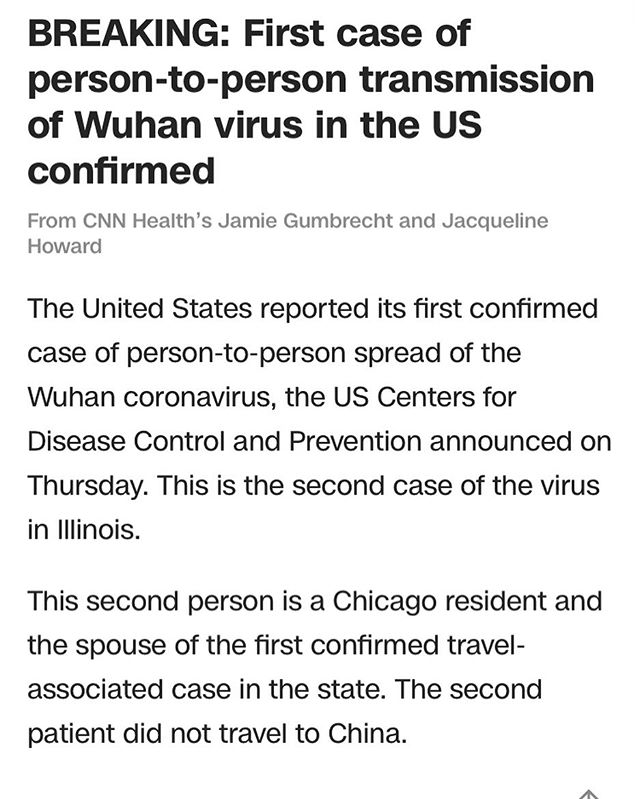 BREAKING: First case of
person-to-person transmission
of Wuhan virus in the US
confirmed
From CNN Health's Jamie Gumbrecht and Jacqueline
Howard
The United States reported its first confirmed
case of person-to-person spread of the
Wuhan coronavirus, the US Centers for
Disease Control and Prevention announced on
Thursday. This is the second case of the virus
in Illinois.
This second person is a Chicago resident and
the spouse of the first confirmed travel-
associated case in the state. The second
patient did not travel to China.